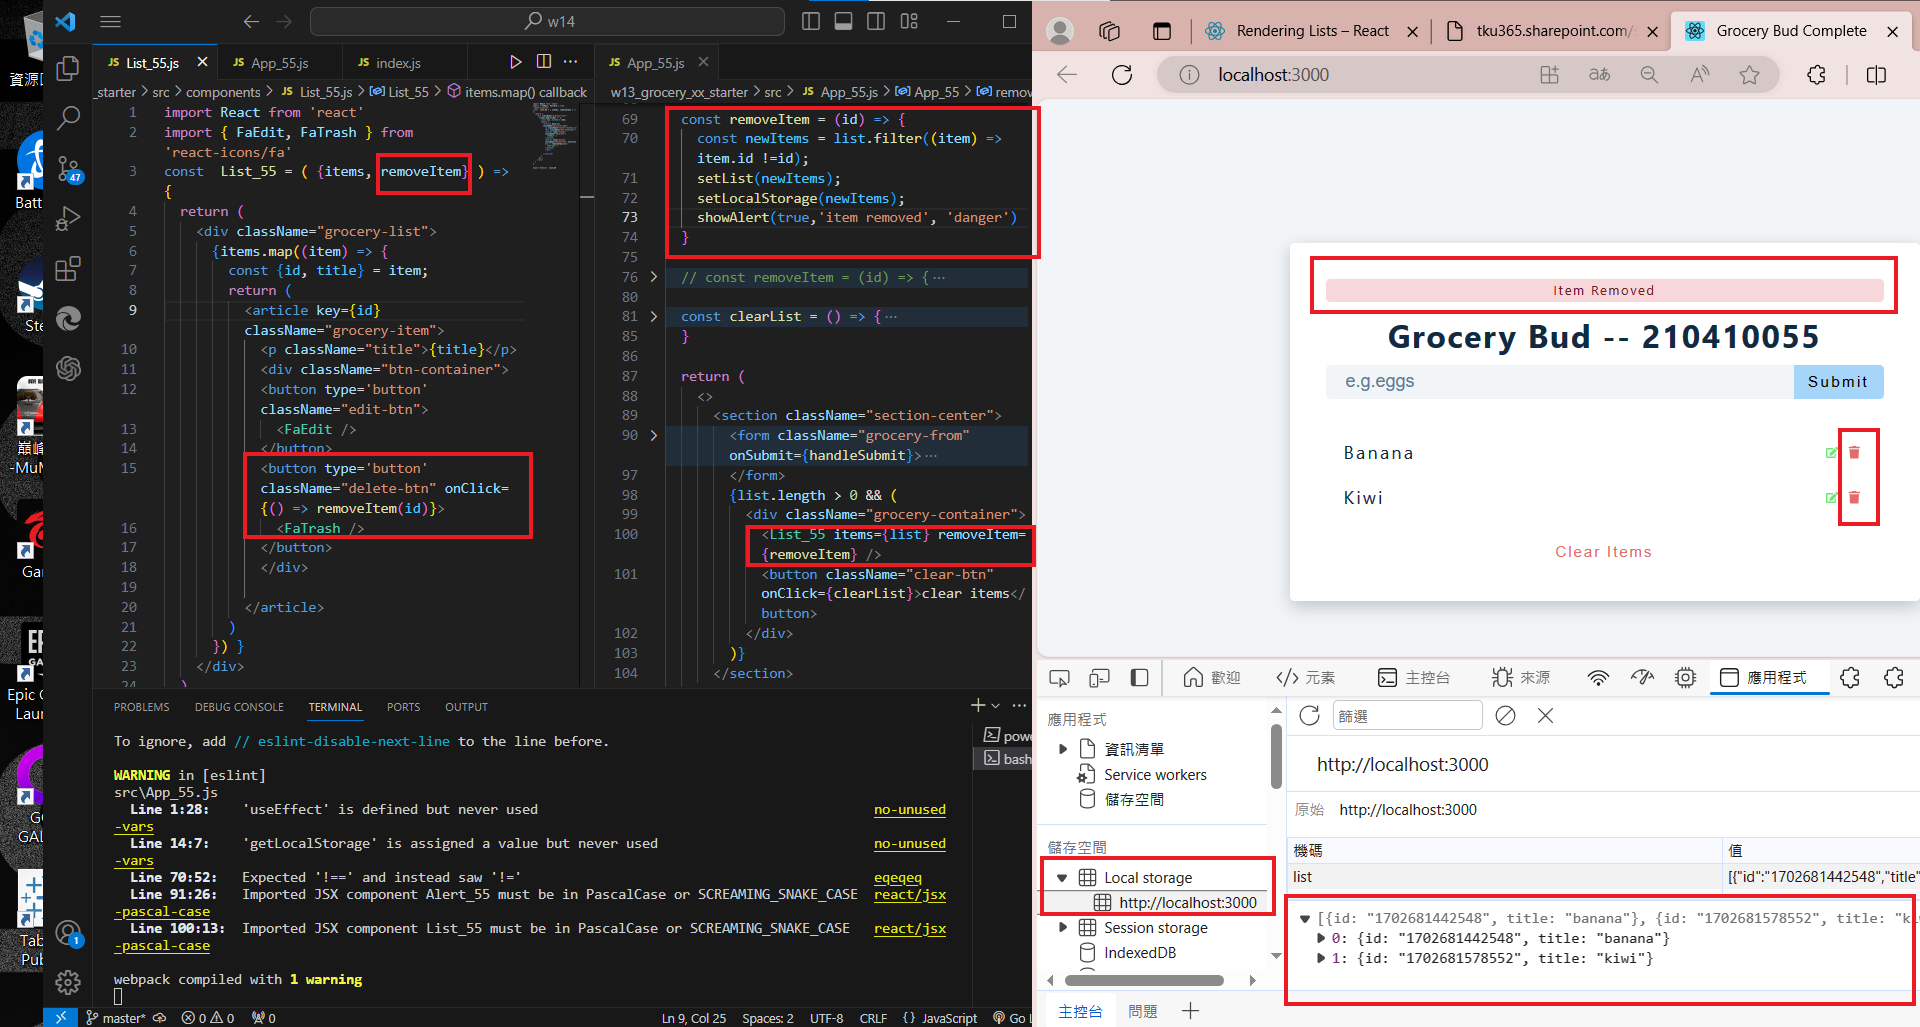 資源回
Batt
Ste
巔峰
-MuM
Gar
Epic G
Laun
GO
GALA
Tab
Pub
w14
List_55.js
App_55.js
index.js
_starter > src > components > List_55.js > List_55 > items.map() callback
1 import React from 'react'
2 import { FaEdit, FaTrash } from
'react-icons/fa'
3 const  List_55 = ( {items, removeItem} ) =>
{
4 return (
5 <div className="grocery-list">
6 {items.map((item) => {
7 const {id, title} = item;
8 return (
9 <article key={id}
className="grocery-item">
10 <p className="title">{title}</p>
11 <div className="btn-container">
12 <button type='button'
className="edit-btn">
13 <FaEdit />
14 </button>
15 <button type='button'
className="delete-btn" onClick=
{() => removeItem(id)}>
16 <FaTrash />
17 </button>
18 </div>
19
20 </article>
21 )
22 }) }
23 </div>
24 )
App_55.js
w13_grocery_xx_starter > src > App_55.js > App_55 > remov
69 const removeItem = (id) => {
70 const newItems = list.filter((item) =>
item.id !=id);
71 setList(newItems);
72 setLocalStorage(newItems);
73 showAlert(true,'item removed', 'danger')
74 }
75
76 // const removeItem = (id) => {···
80
81 const clearList = () => {···
85 }
86
87 return (
88 <>
89 <section className="section-center">
90 <form className="grocery-from"
onSubmit={handleSubmit}>···
97 </form>
98 {list.length > 0 && (
99 <div className="grocery-container">
100 <List_55 items={list} removeItem=
{removeItem} />
101 <button className="clear-btn"
onClick={clearList}>clear items</
button>
102 </div>
103 )}
104 </section>
PROBLEMS DEBUG CONSOLE TERMINAL PORTS OUTPUT
To ignore, add // eslint-disable-next-line to the line before.
WARNING in [eslint]
src\App_55.js
Line 1:28: 'useEffect' is defined but never used no-unused
-vars
Line 14:7: 'getLocalStorage' is assigned a value but never used no-unused
-vars
Line 70:52: Expected '!==' and instead saw '!=' eqeqeq
Line 91:26: Imported JSX component Alert_55 must be in PascalCase or SCREAMING_SNAKE_CASE react/jsx
-pascal-case
Line 100:13: Imported JSX component List_55 must be in PascalCase or SCREAMING_SNAKE_CASE react/jsx
-pascal-case
webpack compiled with 1 warning
powe
bash
47
1
master* 0 0 0 Ln 9, Col 25 Spaces: 2 UTF-8 CRLF {} JavaScript Go L
Rendering Lists – React
tku365.sharepoint.com/
Grocery Bud Complete
localhost:3000
Item Removed
Grocery Bud -- 210410055
e.g.eggs
Submit
Banana
Kiwi
Clear Items
歡迎 元素 主控台 來源 應用程式
應用程式
資訊清單
Service workers
儲存空間
儲存空間
Local storage
http://localhost:3000
Session storage
IndexedDB
篩選
http://localhost:3000
原始 http://localhost:3000
機碼 值
list [{"id":"1702681442548","title"
[{id: "1702681442548", title: "banana"}, {id: "1702681578552", title: "ki
0: {id: "1702681442548", title: "banana"}
1: {id: "1702681578552", title: "kiwi"}
主控台 問題